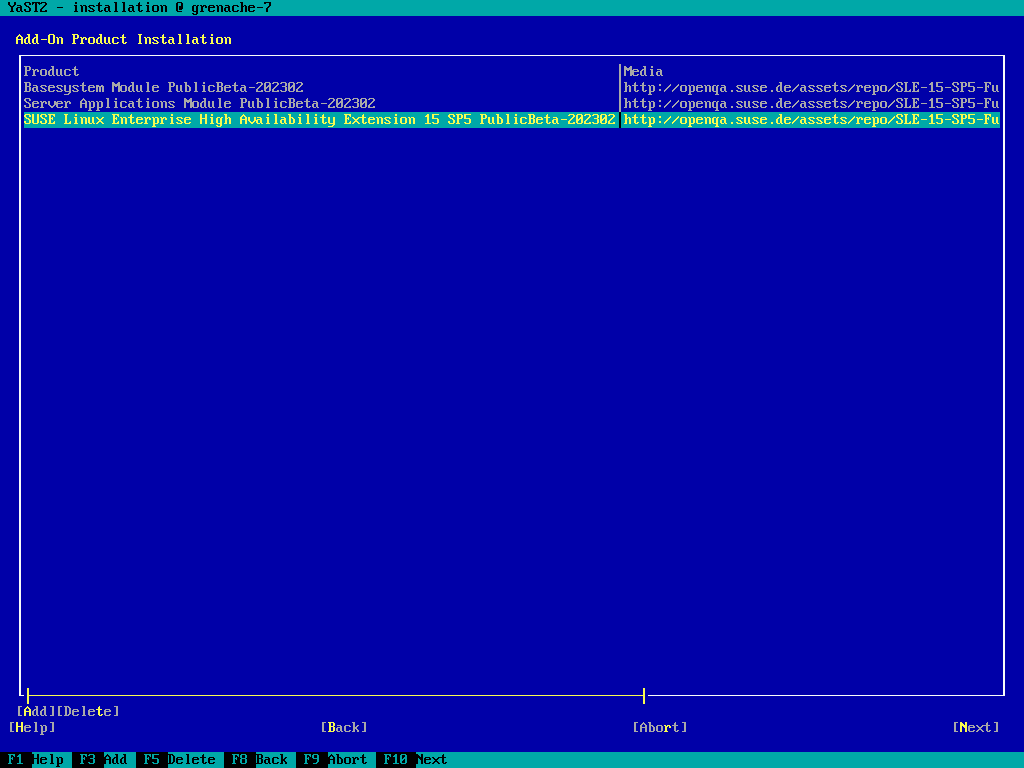 YaST2 - installation @ grenache-7
Add-On Product Installation
Product Media
Basesystem Module PublicBeta-202302 http://openqa.suse.de/assets/repo/SLE-15-SP5-Fu
Server Applications Module PublicBeta-202302 http://openqa.suse.de/assets/repo/SLE-15-SP5-Fu
SUSE Linux Enterprise High Availability Extension 15 SP5 PublicBeta-202302 http://openqa.suse.de/assets/repo/SLE-15-SP5-Fu
[Add][Delete]
[Help] [Back] [Abort] [Next]
F1 Help F3 Add F5 Delete F8 Back F9 Abort F10 Next